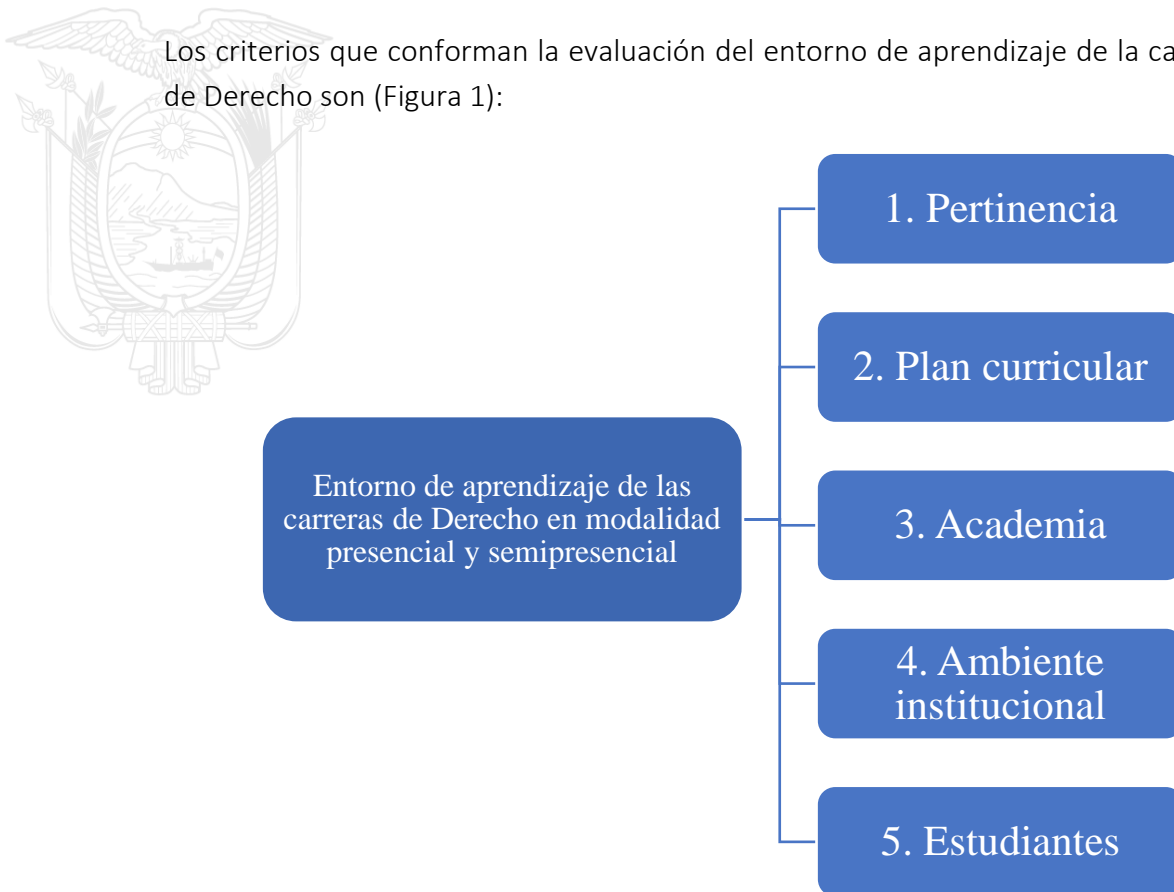 Los criterios que conforman la evaluación del entorno de aprendizaje de la
de Derecho son (Figura 1):
1. Pertinencia
2. Plan curricular
Entorno de aprendizaje de las
carreras de Derecho en modalidad
presencial y semipresencial
3. Academia
4. Ambiente
institucional
5. Estudiantes